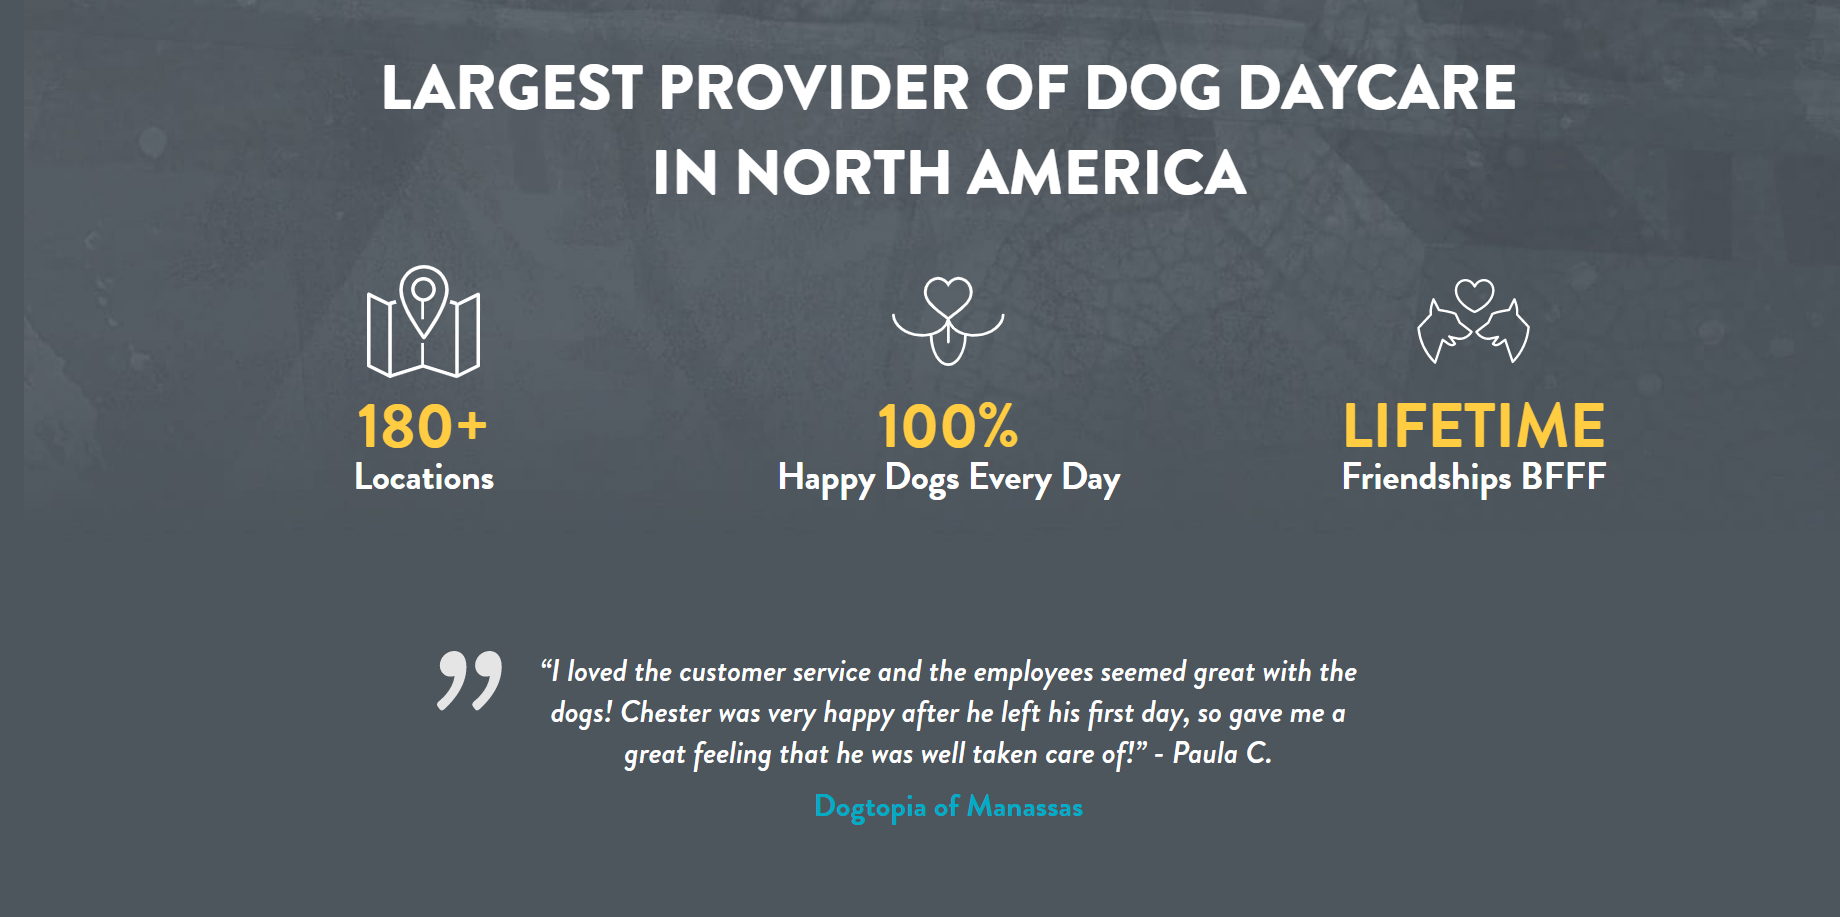 LARGEST PROVIDER OF DOG DAYCARE
IN NORTH AMERICA
180+
Locations
100%
Happy Dogs Every Day
LIFETIME
Friendships BFFF
”
“I loved the customer service and the employees seemed great with the
dogs! Chester was very happy after he left his first day, so gave me a
great feeling that he was well taken care of!” - Paula C.
Dogtopia of Manassas